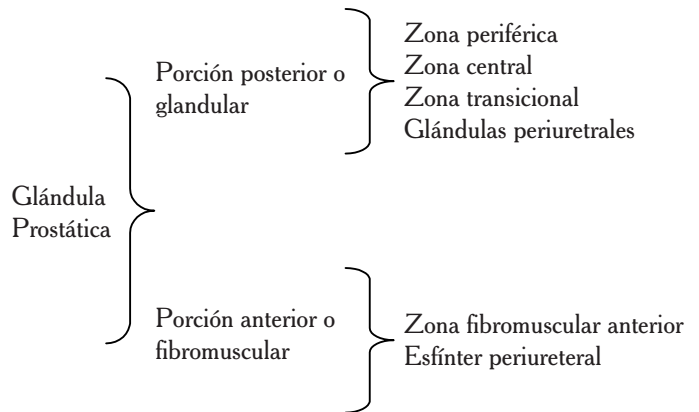 Glándula
Prostática
Porción posterior o
glandular
Zona periférica
Zona central
Zona transicional
Glándulas periuretrales
Porción anterior o
fibromuscular
Zona fibromuscular anterior
Esfínter periureteral